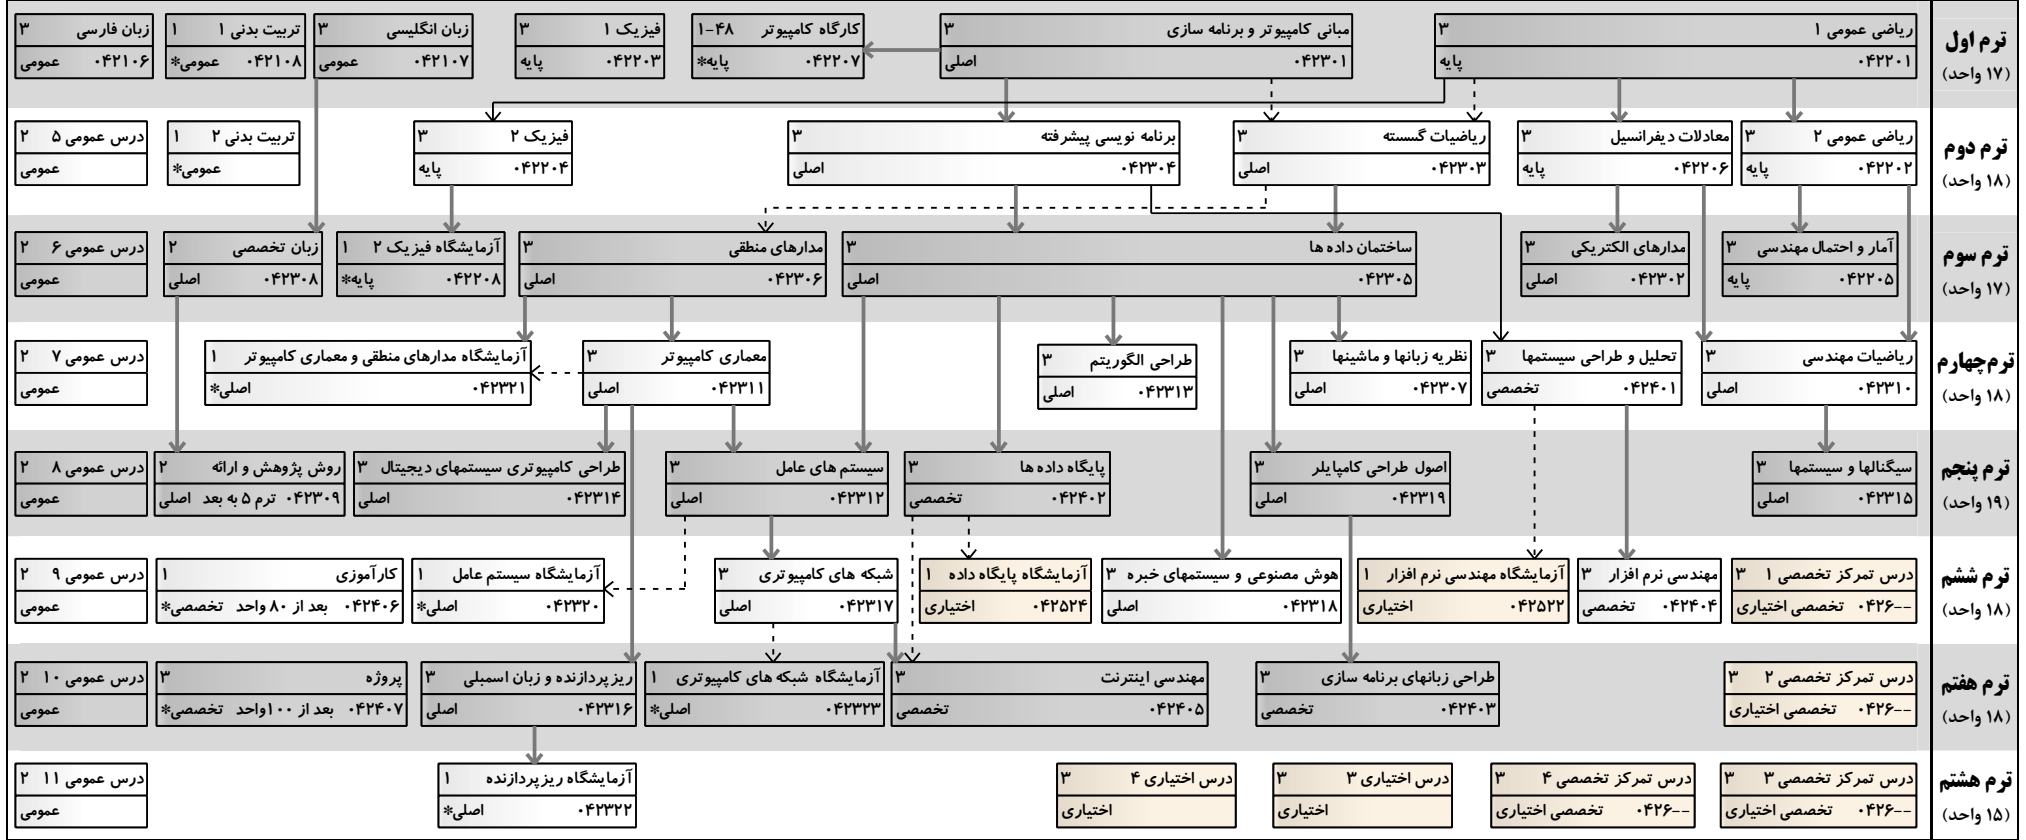 ترم اول
(۱۷ واحد)
ریاضی عمومی ۱ ۳
۰۴۲۲۰۱ پایه
مبانی کامپیوتر و برنامه سازی ۳
۰۴۲۳۰۱ اصلی
کارگاه کامپیوتر ۴۸-۱
۰۴۲۲۰۷ پایه*
فیزیک ۱ ۳
۰۴۲۲۰۳ پایه
زبان انگلیسی ۳
۰۴۲۱۰۷ عمومی
تربیت بدنی ۱ ۱
۰۴۲۱۰۸ عمومی*
زبان فارسی ۳
۰۴۲۱۰۶ عمومی
ترم دوم
(۱۸ واحد)
ریاضی عمومی ۲ ۳
۰۴۲۲۰۲ پایه
معادلات دیفرانسیل ۳
۰۴۲۲۰۶ پایه
ریاضیات گسسته ۳
۰۴۲۳۰۳ اصلی
برنامه نویسی پیشرفته ۳
۰۴۲۳۰۴ اصلی
فیزیک ۲ ۳
۰۴۲۲۰۴ پایه
تربیت بدنی ۲ ۱
عمومی*
درس عمومی ۵ ۲
عمومی
ترم سوم
(۱۷ واحد)
آمار و احتمال مهندسی ۳
۰۴۲۲۰۵ پایه
مدارهای الکتریکی ۳
۰۴۲۳۰۲ اصلی
ساختمان داده ها ۳
۰۴۲۳۰۵ اصلی
مدارهای منطقی ۳
۰۴۲۳۰۶ اصلی
آزمایشگاه فیزیک ۲ ۱
۰۴۲۲۰۸ پایه*
زبان تخصصی ۲
۰۴۲۳۰۸ اصلی
درس عمومی ۶ ۲
عمومی
ترم چهارم
(۱۸ واحد)
ریاضیات مهندسی ۳
۰۴۲۳۱۰ اصلی
تحلیل و طراحی سیستمها ۳
۰۴۲۴۰۱ تخصصی
نظریه زبانها و ماشینها ۳
۰۴۲۳۰۷ اصلی
طراحی الگوریتم ۳
۰۴۲۳۱۳ اصلی
معماری کامپیوتر ۳
۰۴۲۳۱۱ اصلی
آزمایشگاه مدارهای منطقی و معماری کامپیوتر ۱
۰۴۲۳۲۱ اصلی*
درس عمومی ۷ ۲
عمومی
ترم پنجم
(۱۹ واحد)
سیگنالها و سیستمها ۳
۰۴۲۳۱۵ اصلی
اصول طراحی کامپایلر ۳
۰۴۲۳۱۹ اصلی
پایگاه داده ها ۳
۰۴۲۴۰۲ تخصصی
سیستم های عامل ۳
۰۴۲۳۱۲ اصلی
طراحی کامپیوتری سیستمهای دیجیتال ۳
۰۴۲۳۱۴ اصلی
روش پژوهش و ارائه ۲
۰۴۲۳۰۹ ترم ۵ به بعد اصلی
درس عمومی ۸ ۲
عمومی
ترم ششم
(۱۸ واحد)
درس تمرکز تخصصی ۱ ۳
۰۴۲۶-- تخصصی اختیاری
مهندسی نرم افزار ۳
۰۴۲۴۰۴ تخصصی
آزمایشگاه مهندسی نرم افزار ۱
۰۴۲۵۲۲ اختیاری
هوش مصنوعی و سیستمهای خبره ۳
۰۴۲۳۱۸ اصلی
آزمایشگاه پایگاه داده ۱
۰۴۲۵۲۴ اختیاری
شبکه های کامپیوتری ۳
۰۴۲۳۱۷ اصلی
آزمایشگاه سیستم عامل ۱
۰۴۲۳۲۰ اصلی*
کارآموزی ۱
۰۴۲۴۰۶ بعد از ۸۰ واحد تخصصی*
درس عمومی ۹ ۲
عمومی
ترم هفتم
(۱۸ واحد)
درس تمرکز تخصصی ۲ ۳
۰۴۲۶-- تخصصی اختیاری
طراحی زبانهای برنامه سازی ۳
۰۴۲۴۰۳ تخصصی
مهندسی اینترنت ۳
۰۴۲۴۰۵ تخصصی
آزمایشگاه شبکه های کامپیوتری ۱
۰۴۲۳۲۳ اصلی*
ریزپردازنده و زبان اسمبلی ۳
۰۴۲۳۱۶ اصلی
پروژه ۳
۰۴۲۴۰۷ بعد از ۱۰۰واحد تخصصی*
درس عمومی ۱۰ ۲
عمومی
ترم هشتم
(۱۵ واحد)
درس تمرکز تخصصی ۳ ۳
۰۴۲۶-- تخصصی اختیاری
درس تمرکز تخصصی ۴ ۳
۰۴۲۶-- تخصصی اختیاری
درس اختیاری ۳ ۳
اختیاری
درس اختیاری ۴ ۳
اختیاری
آزمایشگاه ریزپردازنده ۱
۰۴۲۳۲۲ اصلی*
درس عمومی ۱۱ ۲
عمومی